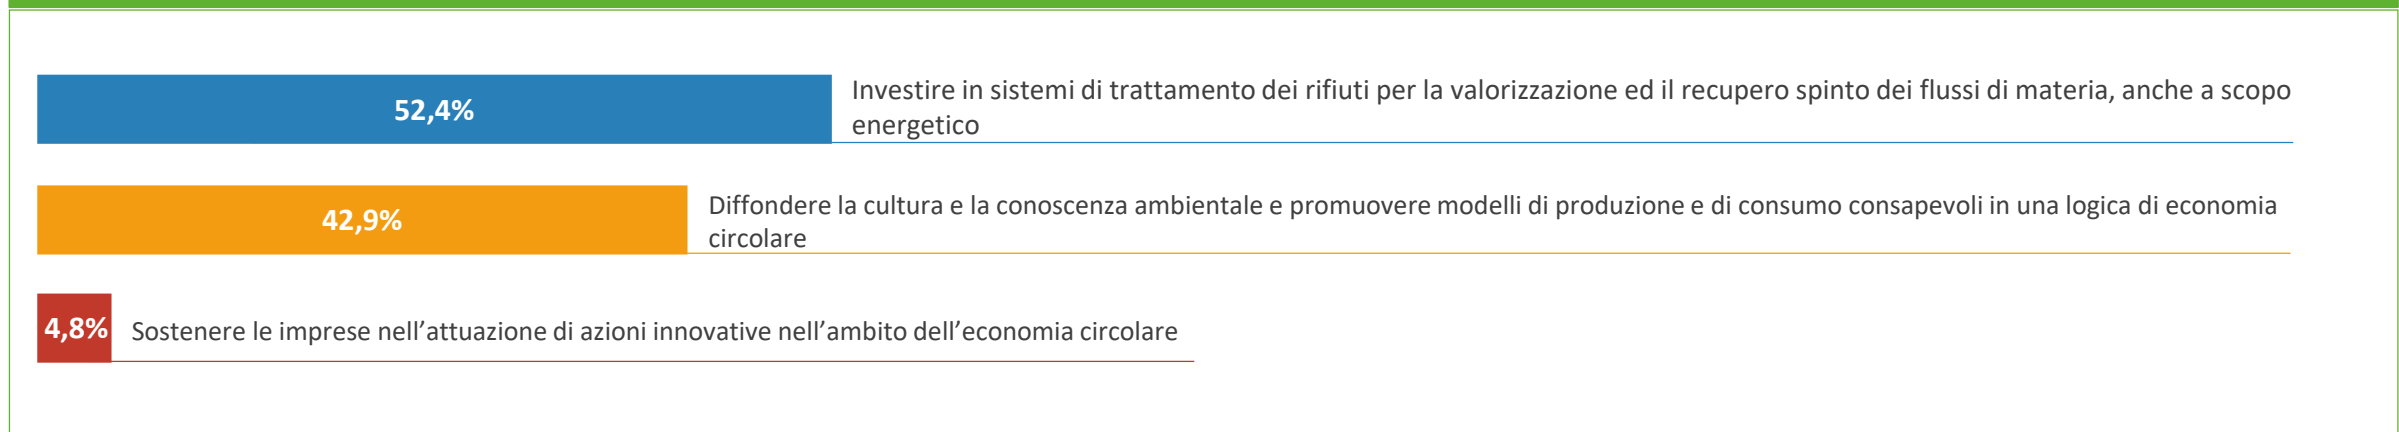 52,4%
Investire in sistemi di trattamento dei rifiuti per la valorizzazione ed il recupero spinto dei flussi di materia, anche a scopo
energetico
42,9%
Diffondere la cultura e la conoscenza ambientale e promuovere modelli di produzione e di consumo consapevoli in una logica di economia
circolare
4,8%
Sostenere le imprese nell’attuazione di azioni innovative nell’ambito dell’economia circolare